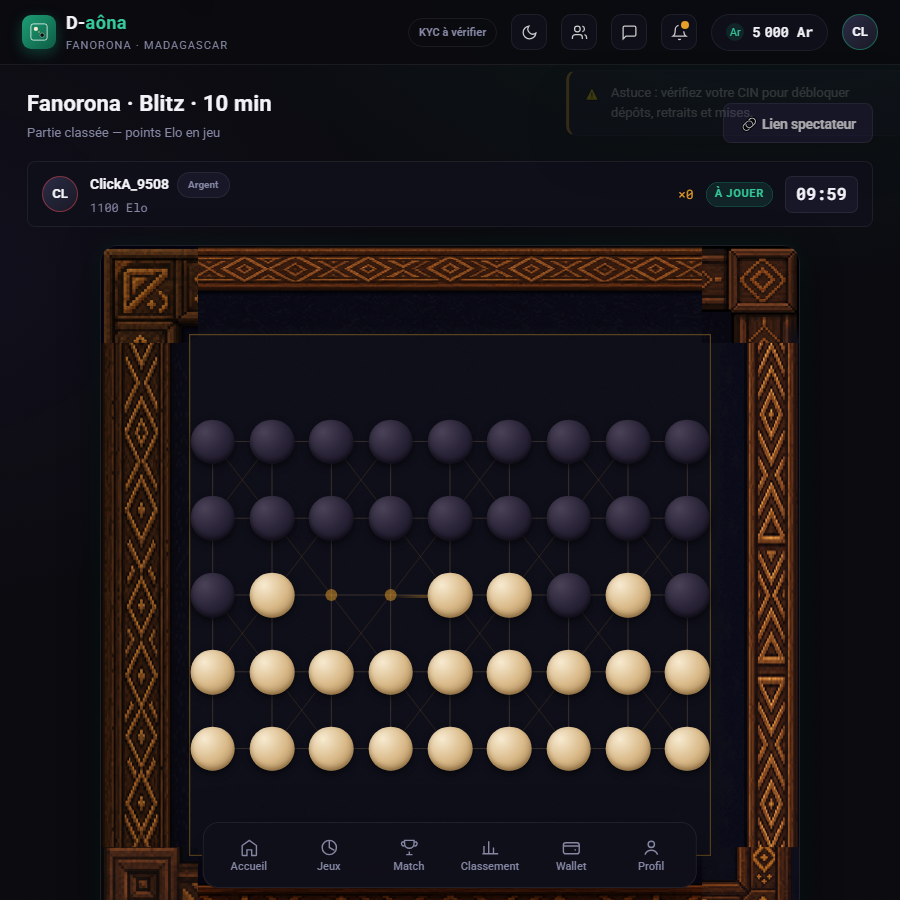 D-aôna
FANORONA · MADAGASCAR
KYC à vérifier
Ar 5 000 Ar
CL
Fanorona · Blitz · 10 min
Partie classée — points Elo en jeu
Astuce : vérifiez votre CIN pour débloquer
dépôts, retraits et mises.
Lien spectateur
CL
ClickA_9508
Argent
1100 Elo
×0
À JOUER
09:59
Accueil
Jeux
Match
Classement
Wallet
Profil